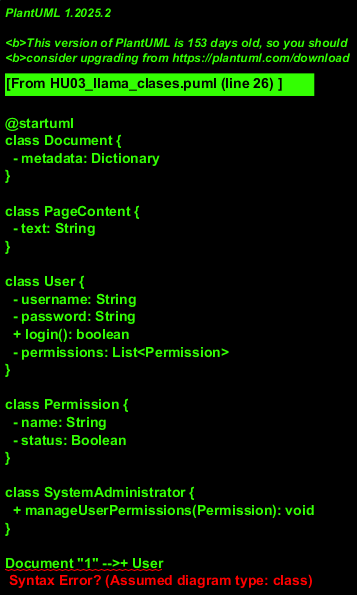 PlantUML 1.2025.2
<b>This version of PlantUML is 153 days old, so you should
<b>consider upgrading from https://plantuml.com/download
[From HU03_llama_clases.puml (line 26) ]
@startuml
class Document {
- metadata: Dictionary
}
class PageContent {
- text: String
}
class User {
- username: String
- password: String
+ login(): boolean
- permissions: List<Permission>
}
class Permission {
- name: String
- status: Boolean
}
class SystemAdministrator {
+ manageUserPermissions(Permission): void
}
Document "1" -->+ User
Syntax Error? (Assumed diagram type: class)